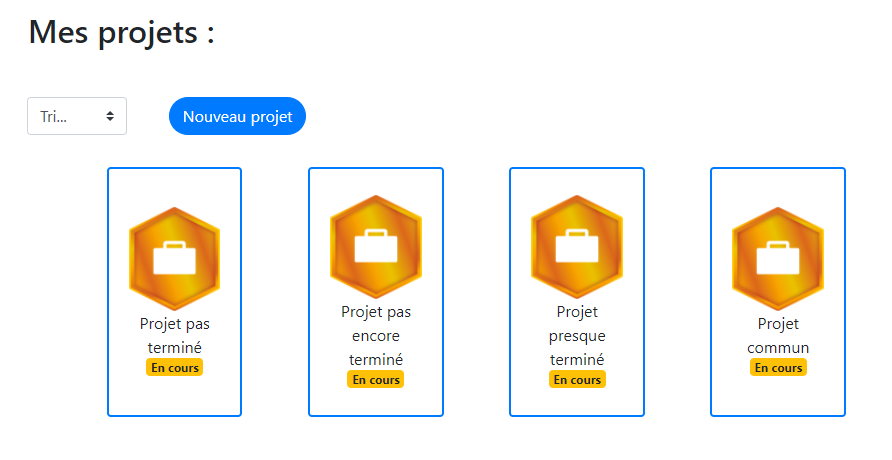 Mes projets :
Tri...
Nouveau projet
Projet pas
terminé
En cours
Projet pas
encore
terminé
En cours
Projet
presque
terminé
En cours
Projet
commun
En cours